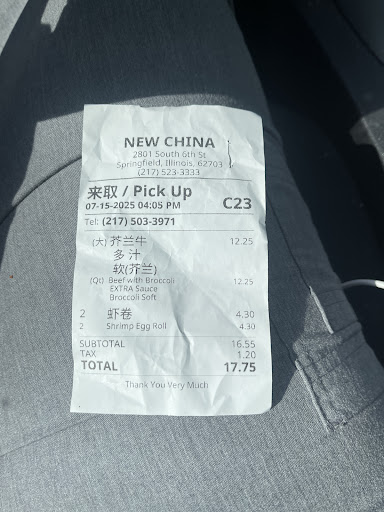 NEW CHINA
2801 South 6th St
Springfield, Illinois, 62703
(217) 523-3333
来取 / Pick Up
07-15-2025 04:05 PM C23
Tel: (217) 503-3971
(大) 芥兰牛 12.25
多 汁
软(芥兰)
(Qt) Beef with Broccoli 12.25
EXTRA Sauce
Broccoli Soft
2 虾卷 4.30
2 Shrimp Egg Roll 4.30
SUBTOTAL 16.55
TAX 1.20
TOTAL 17.75
Thank You Very Much